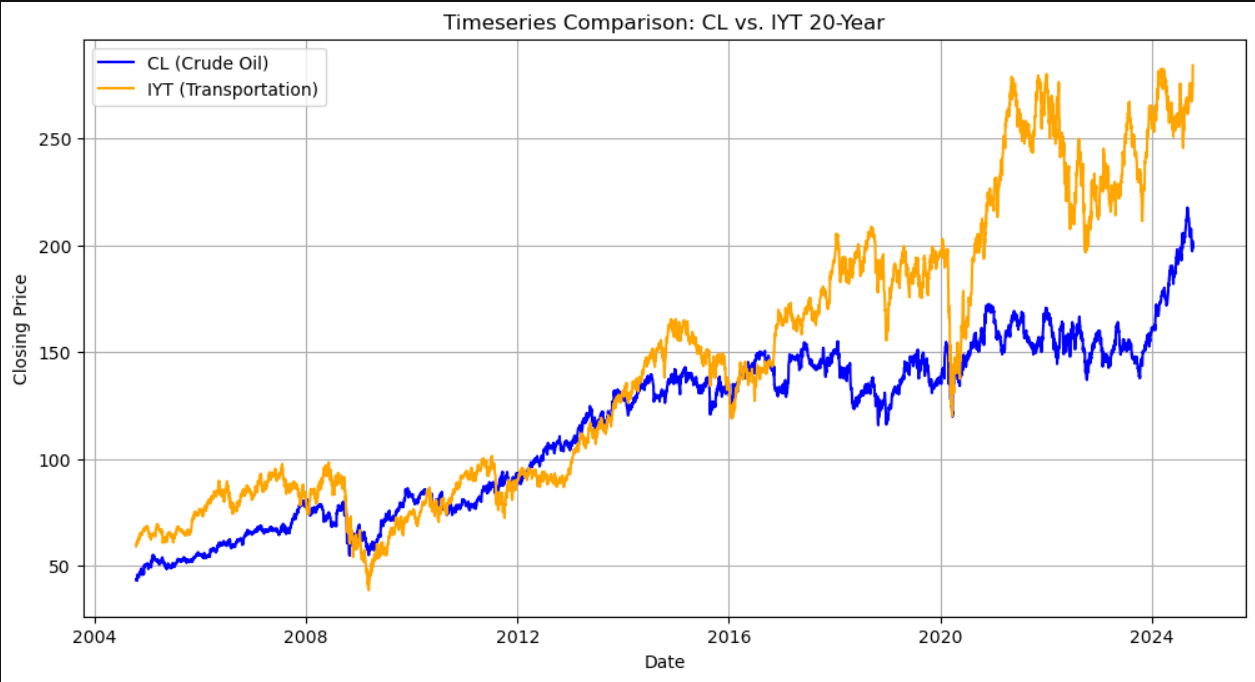 Timeseries Comparison: CL vs. IYT 20-Year
CL (Crude Oil)
IYT (Transportation)
Closing Price
250
200
150
100
50
2004 2008 2012 2016 2020 2024
Date